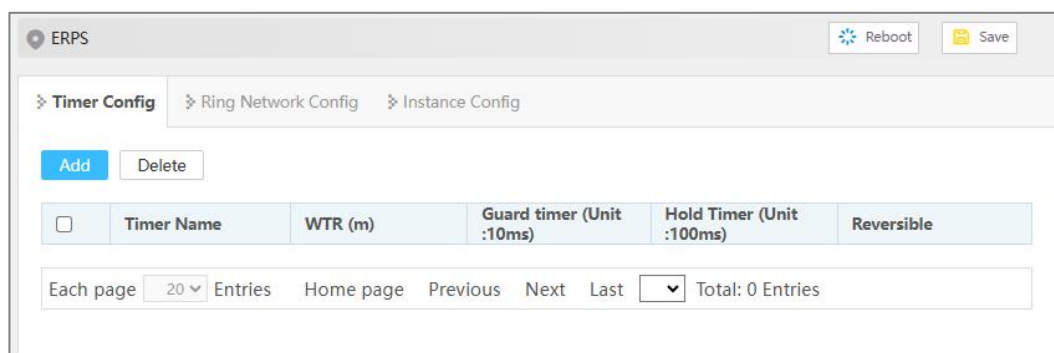 ERPS Reboot Save
Timer Config Ring Network Config Instance Config
Add Delete
Timer Name WTR (m) Guard timer (Unit :10ms) Hold Timer (Unit :100ms) Reversible
Each page 20 Entries Home page Previous Next Last Total: 0 Entries